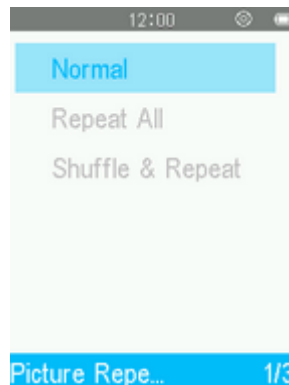 12:00
Normal
Repeat All
Shuffle & Repeat
Picture Repe... 1/3